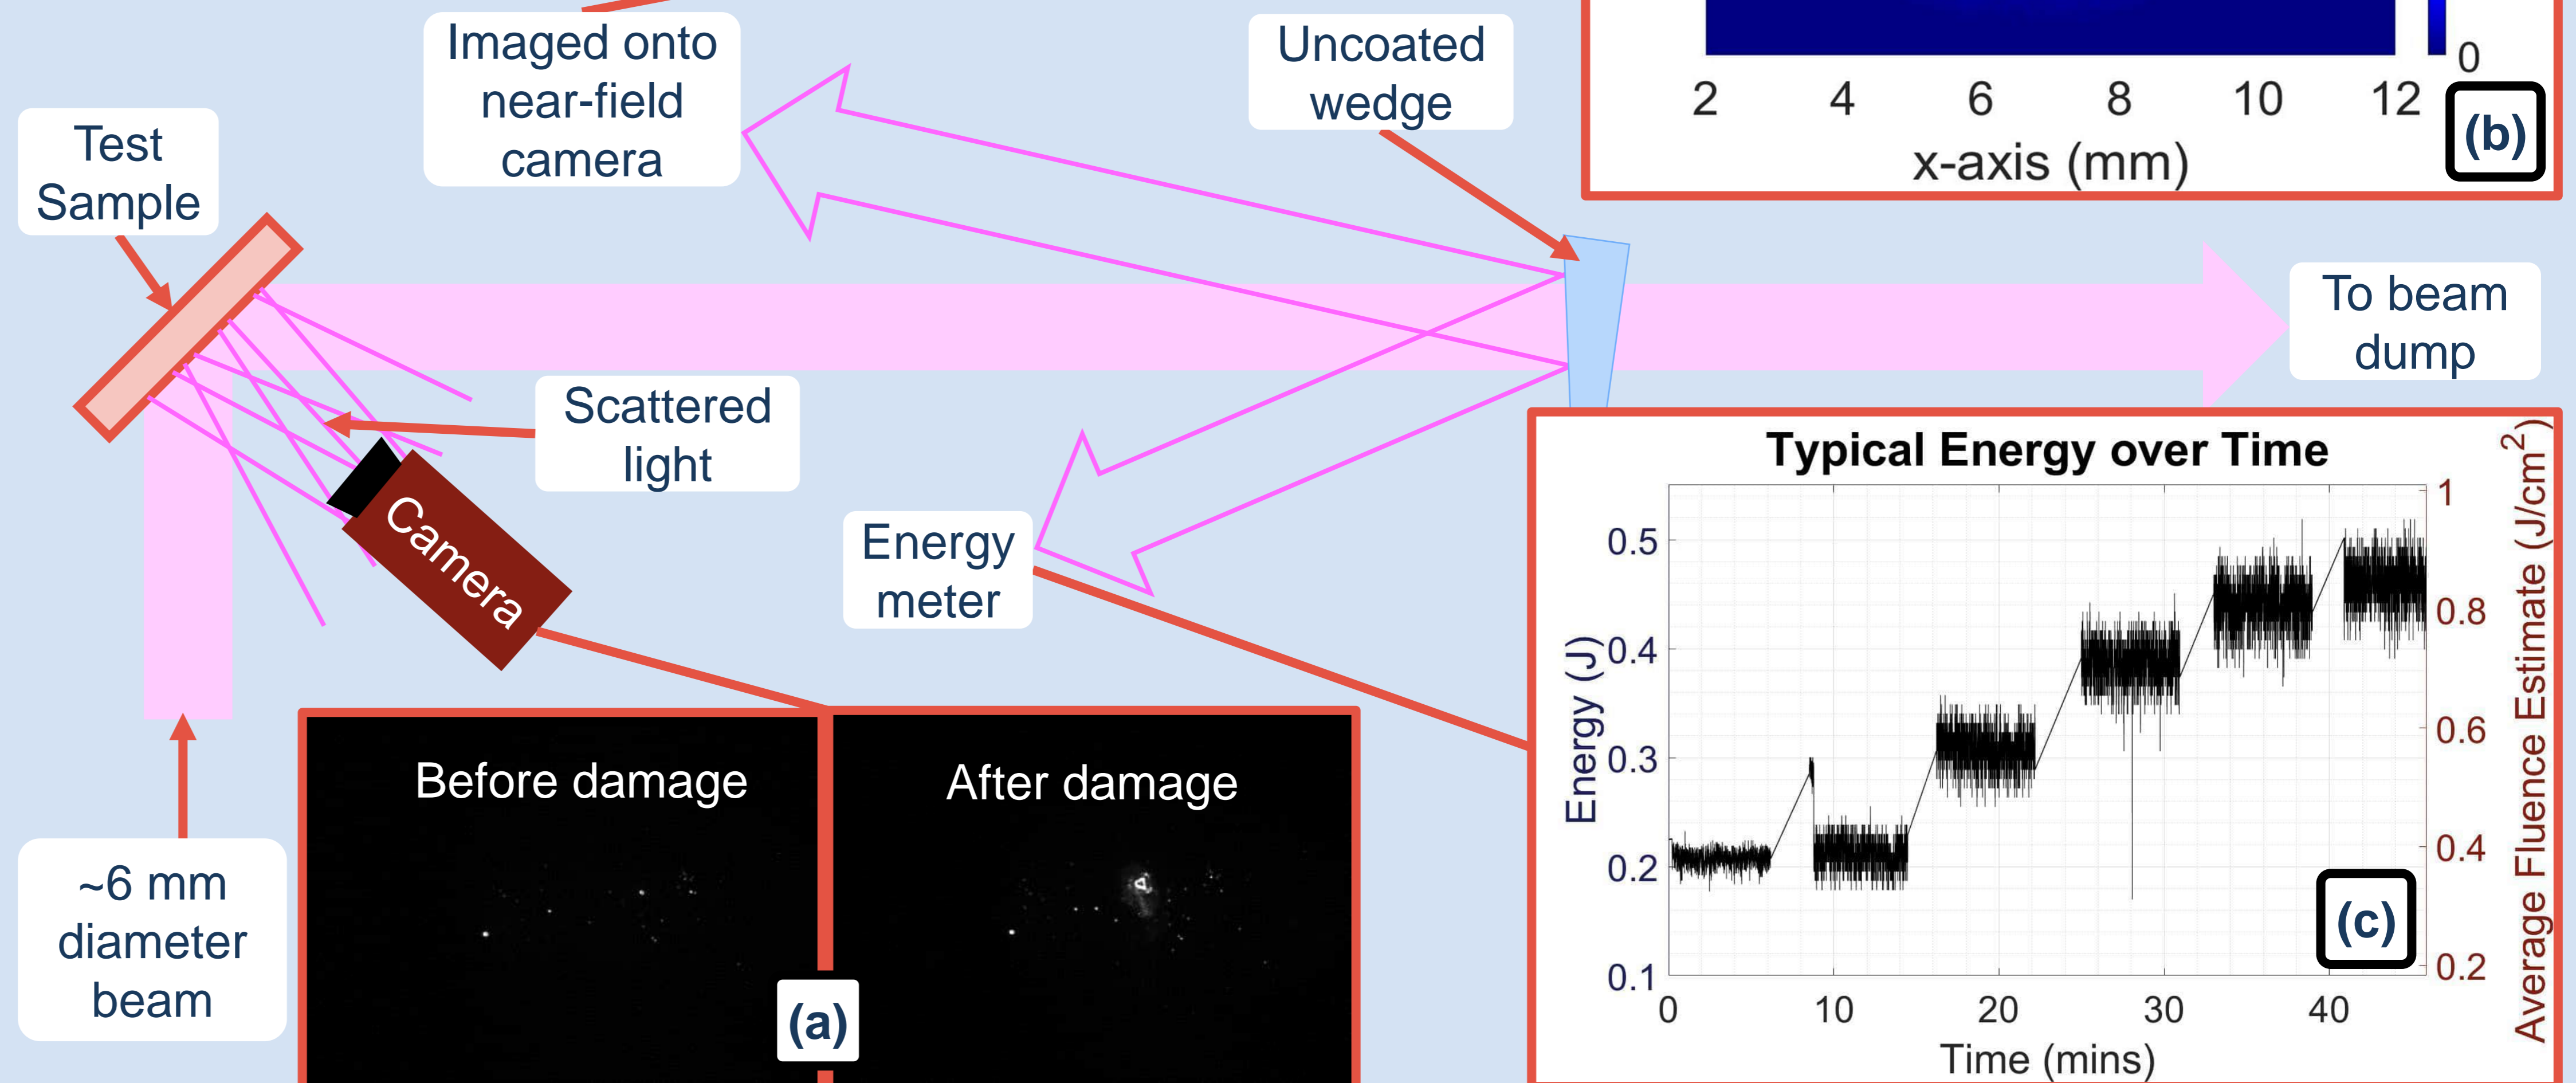 Imaged onto
near-field
camera
Uncoated
wedge
0
2 4 6 8 10 12
x-axis (mm)
(b)
Test
Sample
To beam
dump
Scattered
light
Camera
Energy
meter
~6 mm
diameter
beam
Before damage
After damage
(a)
Typical Energy over Time
Energy (J)
0.5
0.4
0.3
0.2
0.1
0 10 20 30 40
Time (mins)
1
0.8
0.6
0.4
0.2
Average Fluence Estimate (J/cm²)
(c)